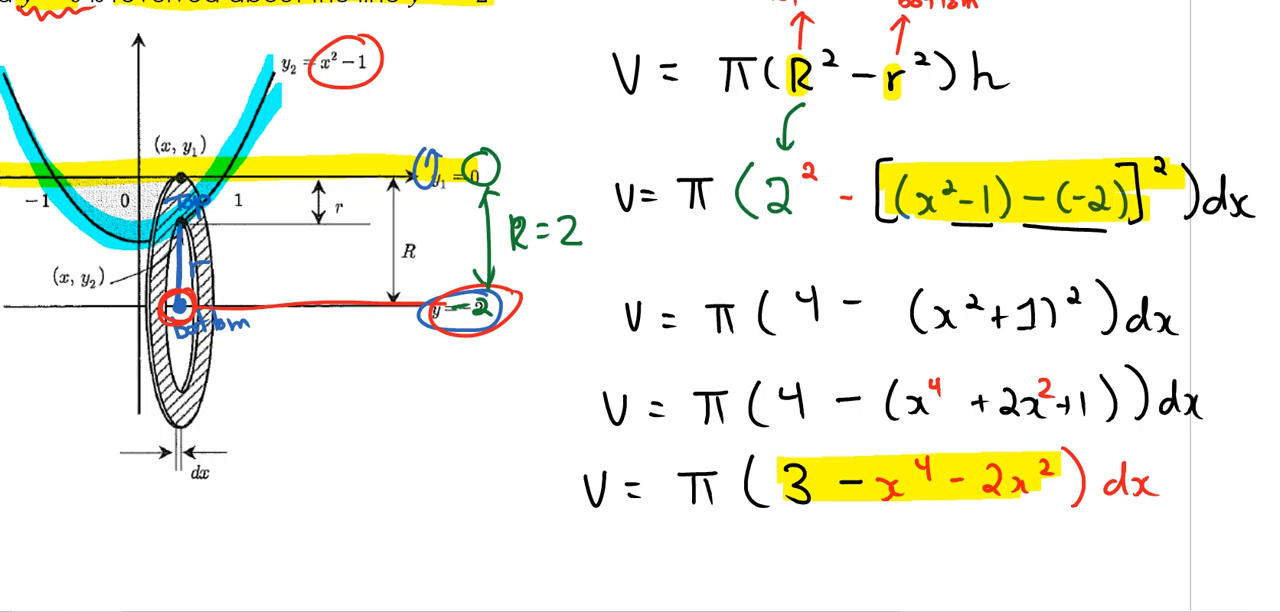 y₂ = x² − 1
(x, y₁)
y₁ = 0
−1 0 1
Top
r
R
R = 2
(x, y₂)
r
y = −2
bottom
dx
bottom
V = π(R² − r²)h
V = π(2² − [(x²−1) − (−2)]²)dx
V = π(4 − (x²+1)²)dx
V = π(4 − (x⁴ + 2x² + 1))dx
V = π(3 − x⁴ − 2x²)dx